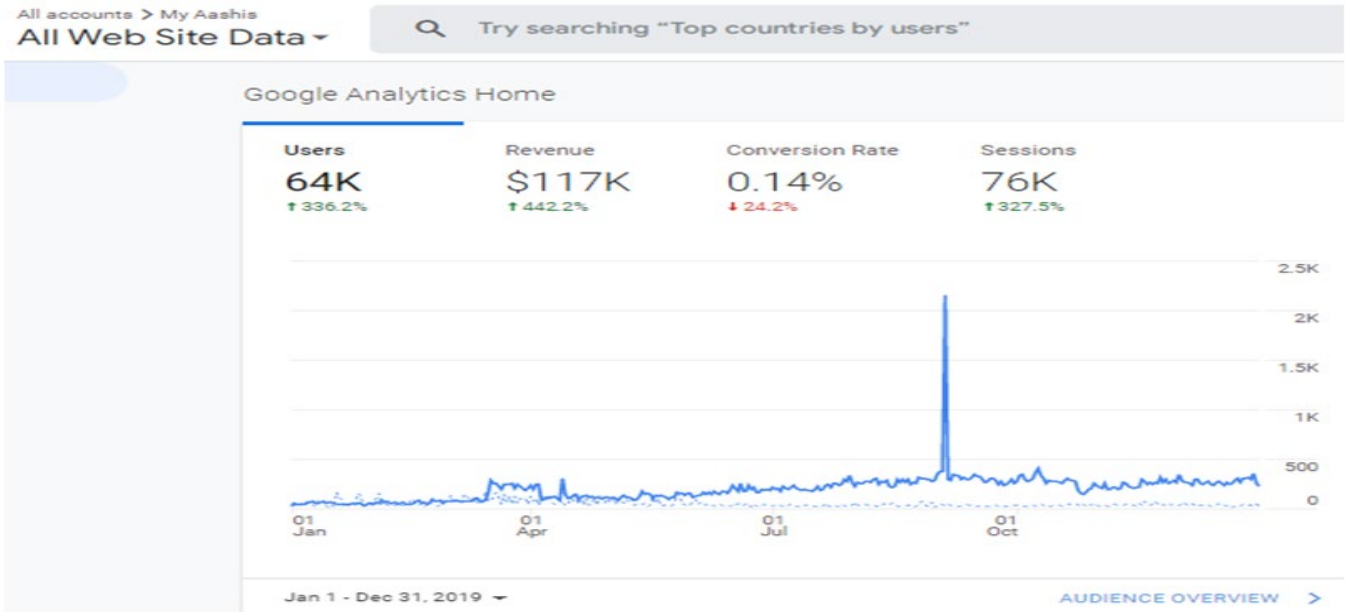 All accounts > My Aashis
All Web Site Data
Try searching “Top countries by users”
Google Analytics Home
Users Revenue Conversion Rate Sessions
64K $117K 0.14% 76K
↑ 336.2% ↑ 442.2% ↓ 24.2% ↑ 327.5%
2.5K
2K
1.5K
1K
500
0
01 01 01 01
Jan Apr Jul Oct
Jan 1 - Dec 31, 2019 AUDIENCE OVERVIEW >